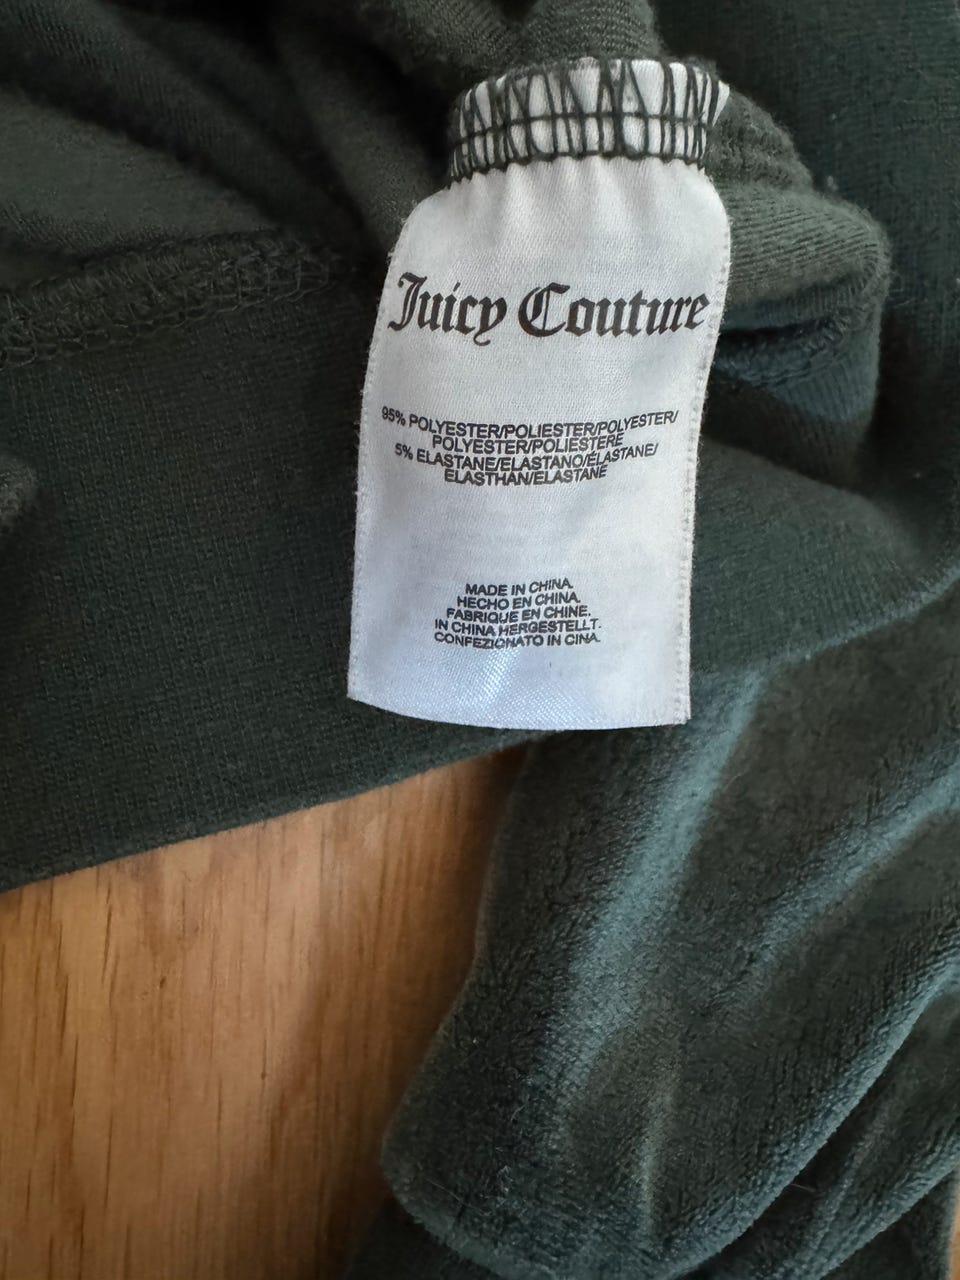 Juicy Couture
95% POLYESTER/POLIESTER/POLYESTER/
POLYESTER/POLIESTERE
5% ELASTANE/ELASTANO/ÉLASTANE/
ELASTHAN/ELASTANE
MADE IN CHINA.
HECHO EN CHINA.
FABRIQUE EN CHINE.
IN CHINA HERGESTELLT.
CONFEZIONATO IN CINA.